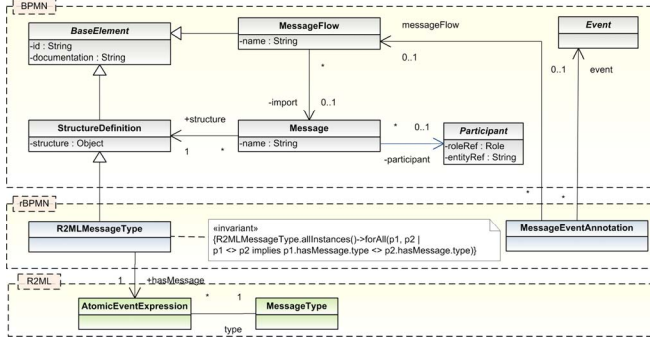 BPMN
BaseElement
-id : String
-documentation : String
MessageFlow
-name : String
messageFlow
0..1
Event
0..1
event
*
-import
0..1
StructureDefinition
-structure : Object
+structure
1
*
Message
-name : String
*
0..1
-participant
Participant
-roleRef : Role
-entityRef : String
*
*
rBPMN
R2MLMessageType
«invariant»
{R2MLMessageType.allInstances()->forAll(p1, p2 |
p1 <> p2 implies p1.hasMessage.type <> p2.hasMessage.type)}
MessageEventAnnotation
R2ML
1
+hasMessage
AtomicEventExpression
*
1
type
MessageType